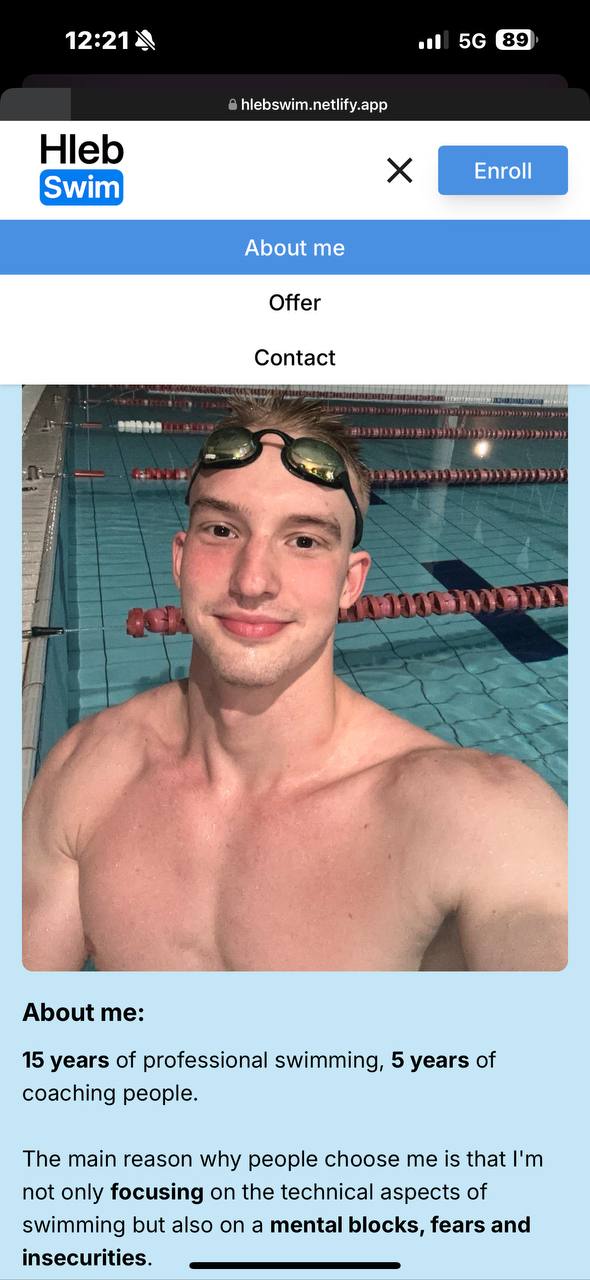 12:21
5G 89
hlebswim.netlify.app
Hleb
Swim
Enroll
About me
Offer
Contact
About me:
15 years of professional swimming, 5 years of
coaching people.
The main reason why people choose me is that I'm
not only focusing on the technical aspects of
swimming but also on a mental blocks, fears and
insecurities.